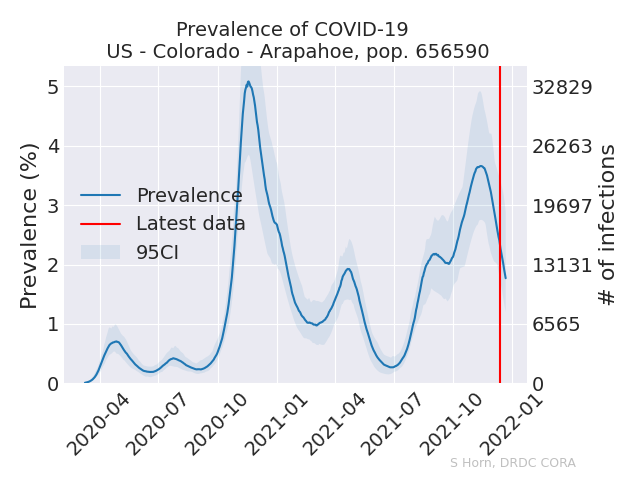 Prevalence of COVID-19
US - Colorado - Arapahoe, pop. 656590
Prevalence (%)
5
4
3
2
1
0
32829
26263
19697
13131
6565
0
# of infections
Prevalence
Latest data
95CI
2020-04
2020-07
2020-10
2021-01
2021-04
2021-07
2021-10
2022-01
S Horn, DRDC CORA